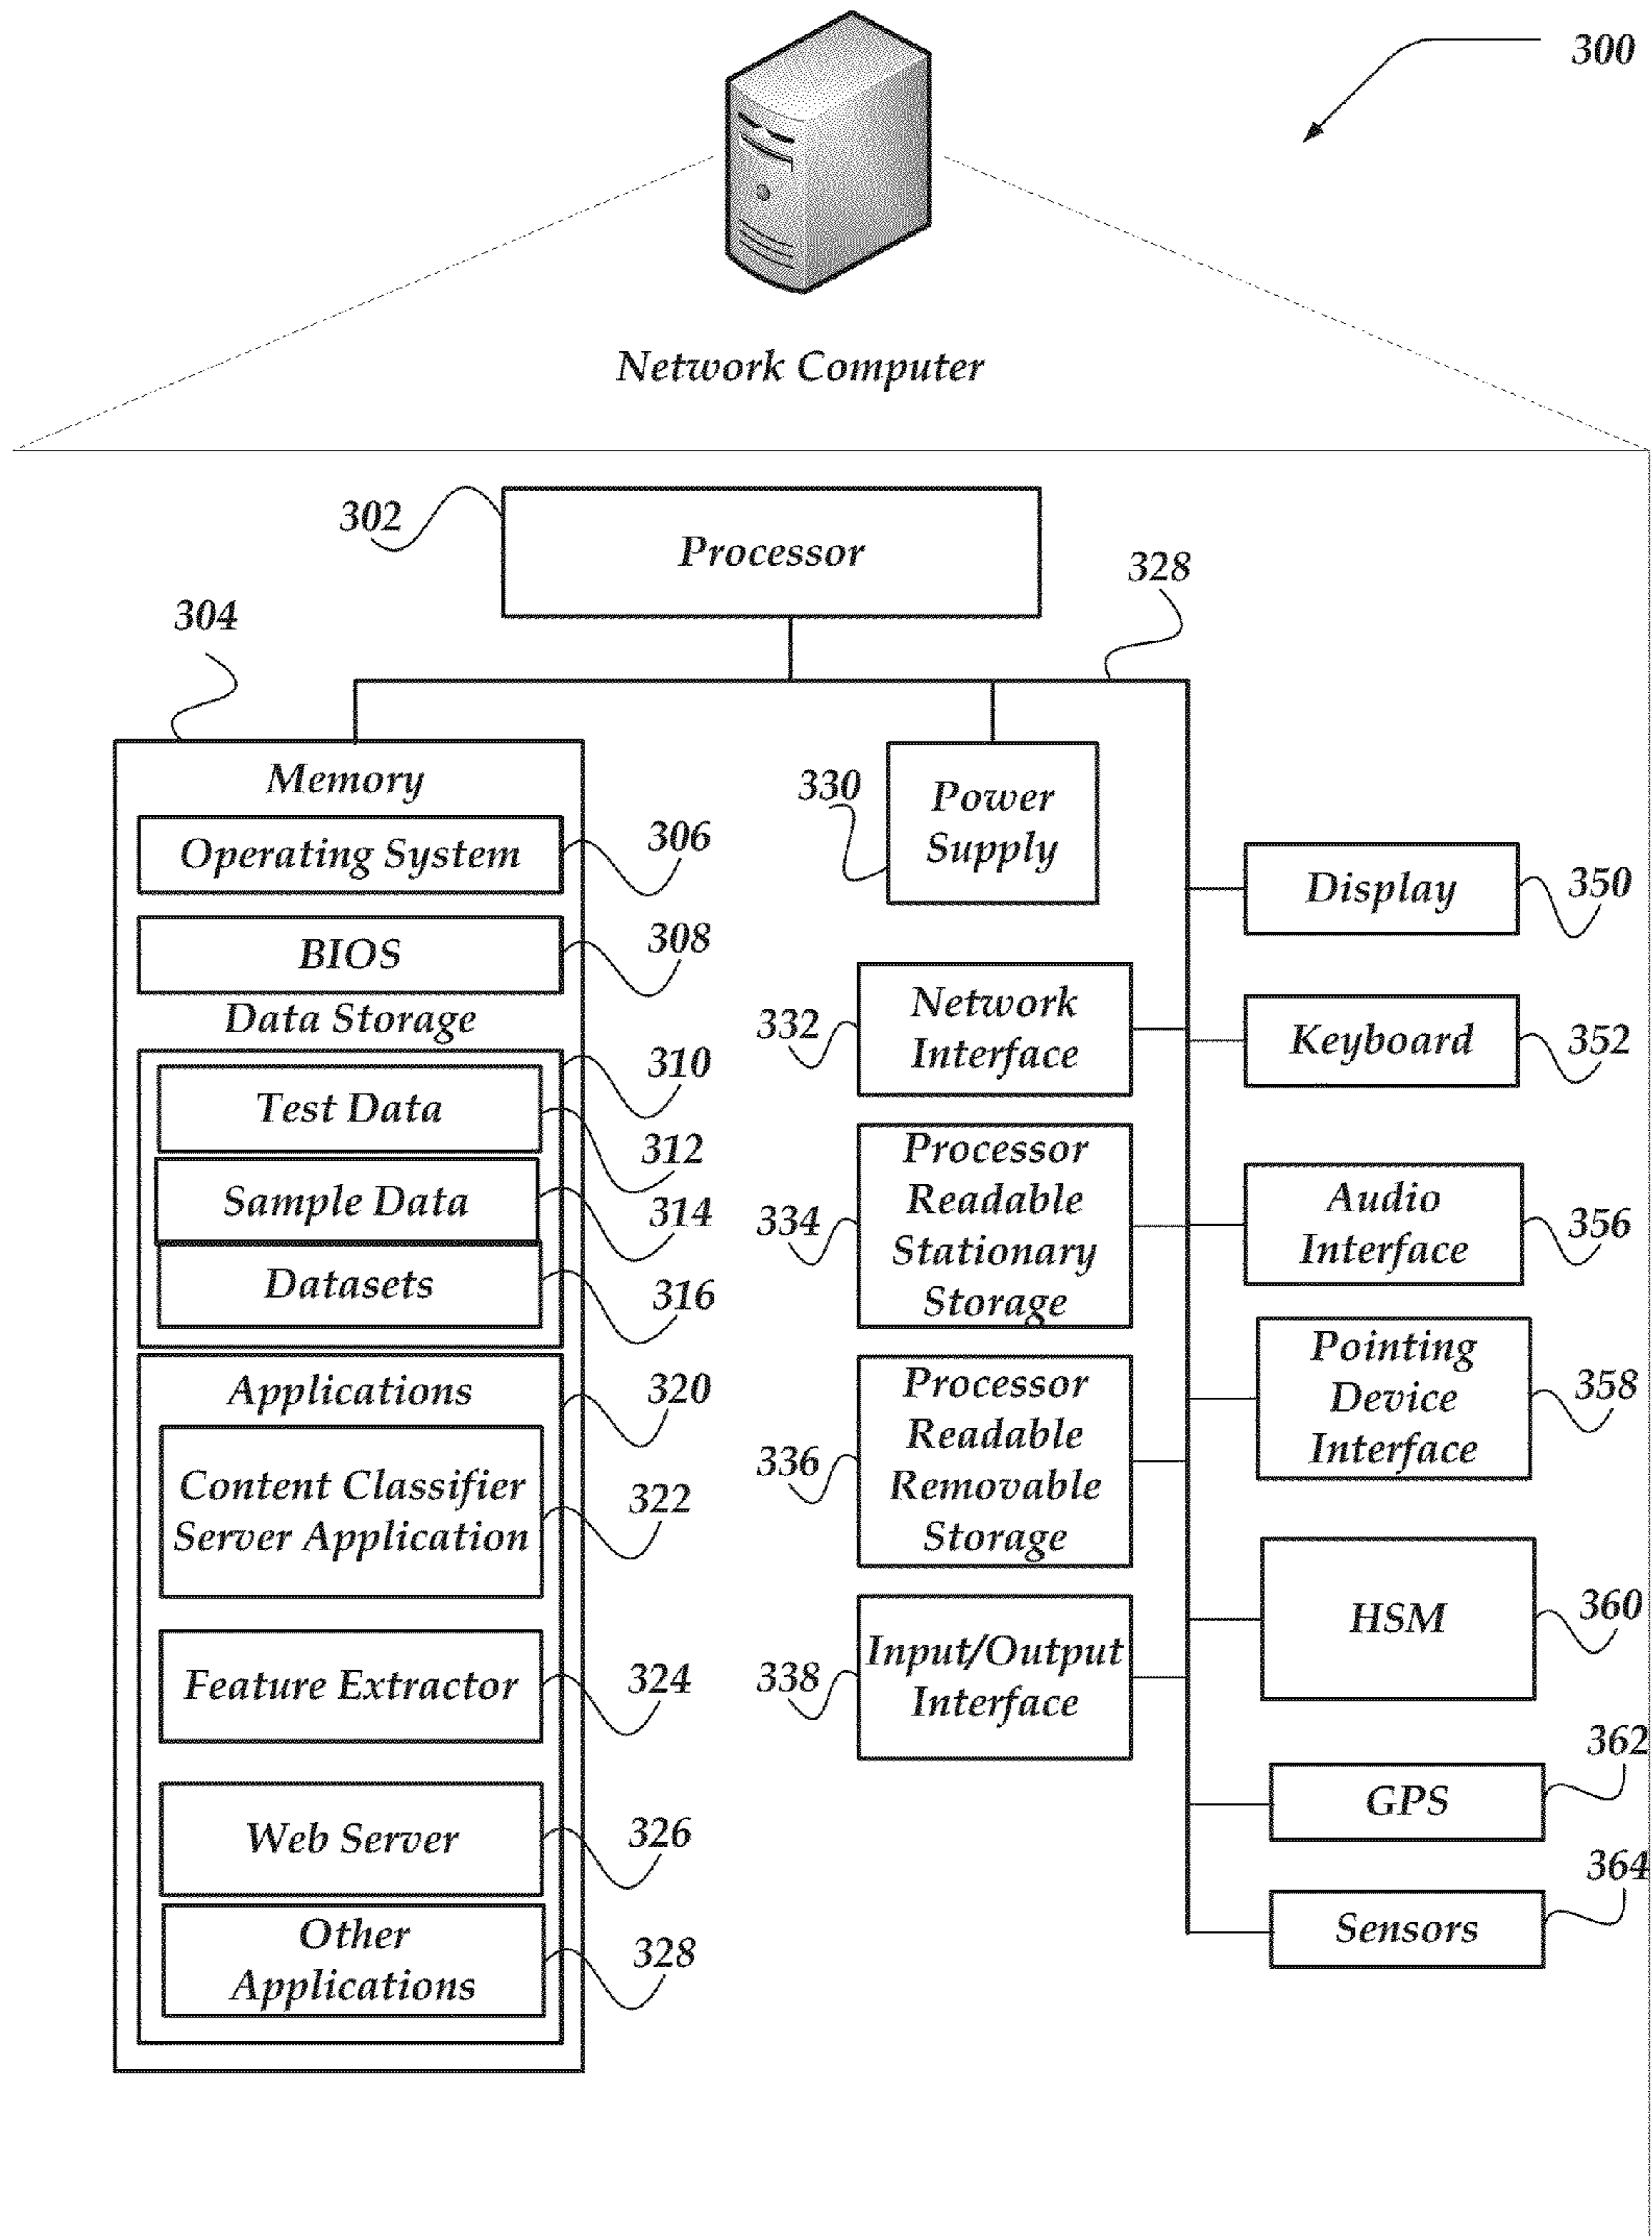 300
Network Computer
302
Processor
328
304
Memory
Operating System
306
BIOS
308
Data Storage
310
Test Data
312
Sample Data
314
Datasets
316
Applications
320
Content Classifier
Server Application
322
Feature Extractor
324
Web Server
326
Other
Applications
328
330
Power
Supply
332
Network
Interface
334
Processor
Readable
Stationary
Storage
336
Processor
Readable
Removable
Storage
338
Input/Output
Interface
Display
350
Keyboard
352
Audio
Interface
356
Pointing
Device
Interface
358
HSM
360
GPS
362
Sensors
364